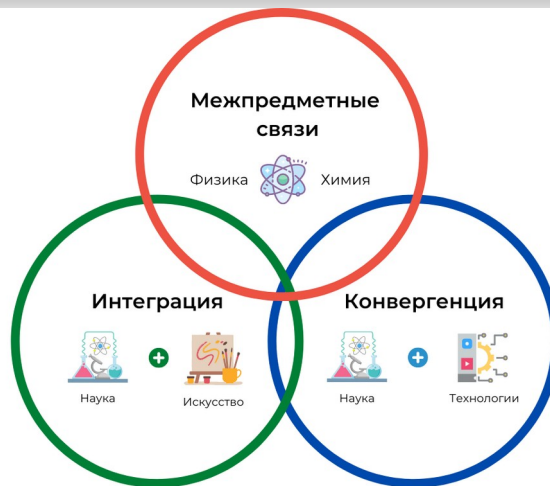 Межпредметные
связи
Физика Химия
Интеграция
Наука
Искусство
Конвергенция
Наука
Технологии